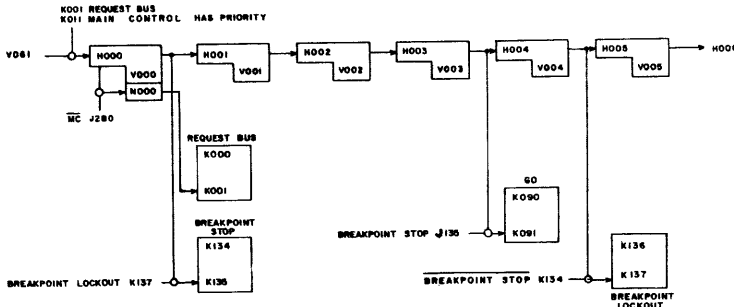 K001 REQUEST BUS
K011 MAIN CONTROL HAS PRIORITY
V061
H000
V000
N000
H001
V001
H002
V002
H003
V003
H004
V004
H005
V005
H006
MC J280
REQUEST BUS
K000
K001
BREAKPOINT
STOP
K134
K135
BREAKPOINT LOCKOUT K137
GO
K090
K091
BREAKPOINT STOP J135
BREAKPOINT STOP K134
K136
K137
BREAKPOINT
LOCKOUT